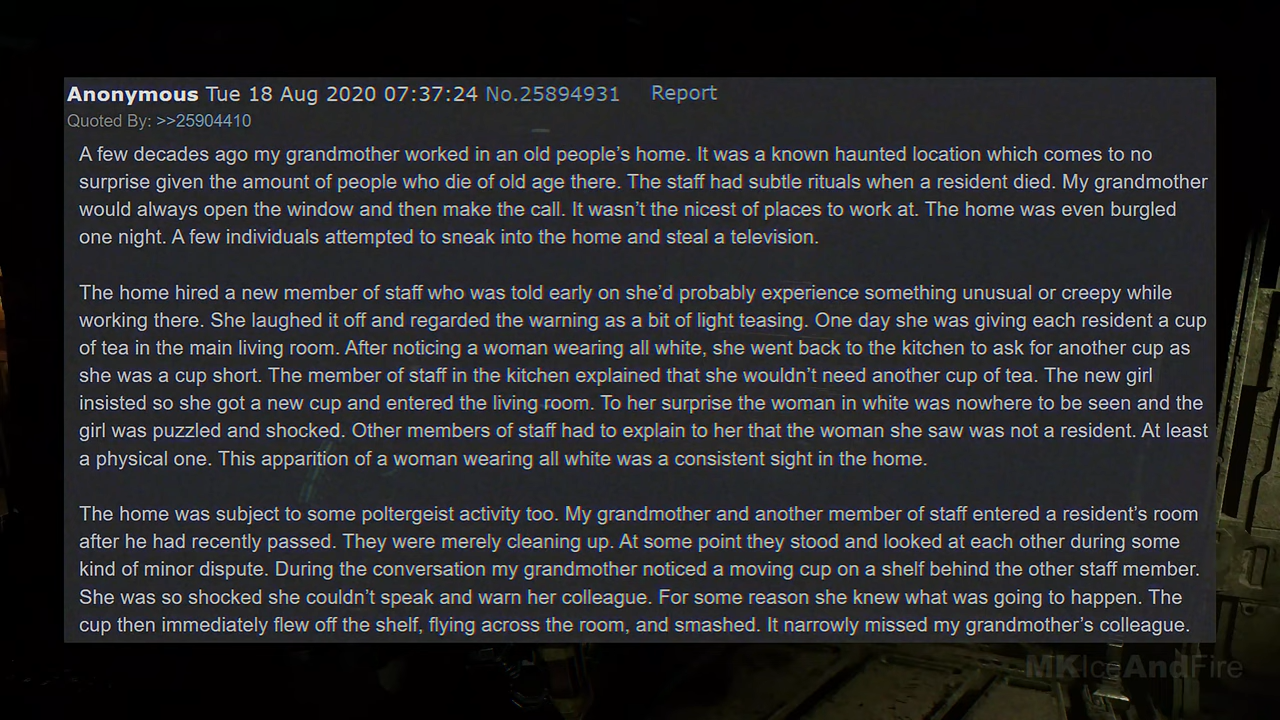 Anonymous Tue 18 Aug 2020 07:37:24 No.25894931 Report
Quoted By: >>25904410
A few decades ago my grandmother worked in an old people’s home. It was a known haunted location which comes to no
surprise given the amount of people who die of old age there. The staff had subtle rituals when a resident died. My grandmother
would always open the window and then make the call. It wasn’t the nicest of places to work at. The home was even burgled
one night. A few individuals attempted to sneak into the home and steal a television.
The home hired a new member of staff who was told early on she’d probably experience something unusual or creepy while
working there. She laughed it off and regarded the warning as a bit of light teasing. One day she was giving each resident a cup
of tea in the main living room. After noticing a woman wearing all white, she went back to the kitchen to ask for another cup as
she was a cup short. The member of staff in the kitchen explained that she wouldn’t need another cup of tea. The new girl
insisted so she got a new cup and entered the living room. To her surprise the woman in white was nowhere to be seen and the
girl was puzzled and shocked. Other members of staff had to explain to her that the woman she saw was not a resident. At least
a physical one. This apparition of a woman wearing all white was a consistent sight in the home.
The home was subject to some poltergeist activity too. My grandmother and another member of staff entered a resident’s room
after he had recently passed. They were merely cleaning up. At some point they stood and looked at each other during some
kind of minor dispute. During the conversation my grandmother noticed a moving cup on a shelf behind the other staff member.
She was so shocked she couldn’t speak and warn her colleague. For some reason she knew what was going to happen. The
cup then immediately flew off the shelf, flying across the room, and smashed. It narrowly missed my grandmother’s colleague.
MKIceAndFire